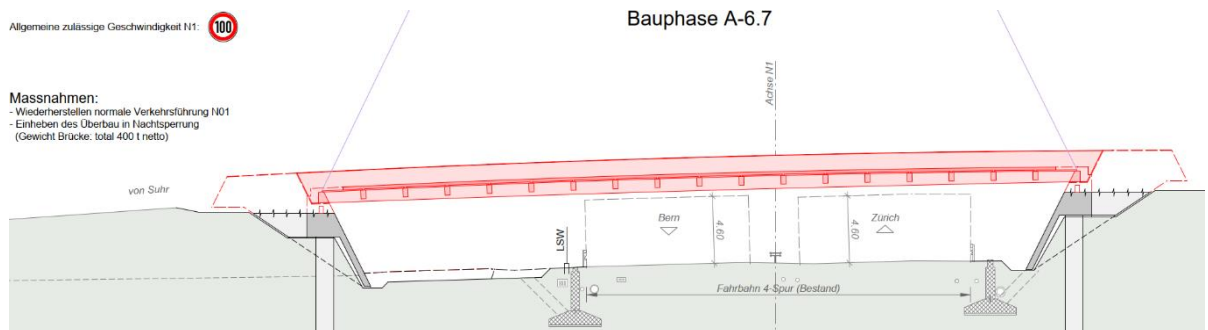 Bauphase A-6.7
Allgemeine zulässige Geschwindigkeit N1:
100
Massnahmen:
- Wiederherstellen normale Verkehrsführung N01
- Einheben des Überbau in Nachtsperrung
(Gewicht Brücke: total 400 t netto)
Achse N1
von Suhr
Bern
4.60
Zürich
4.60
LSW
Fahrbahn 4-Spur (Bestand)